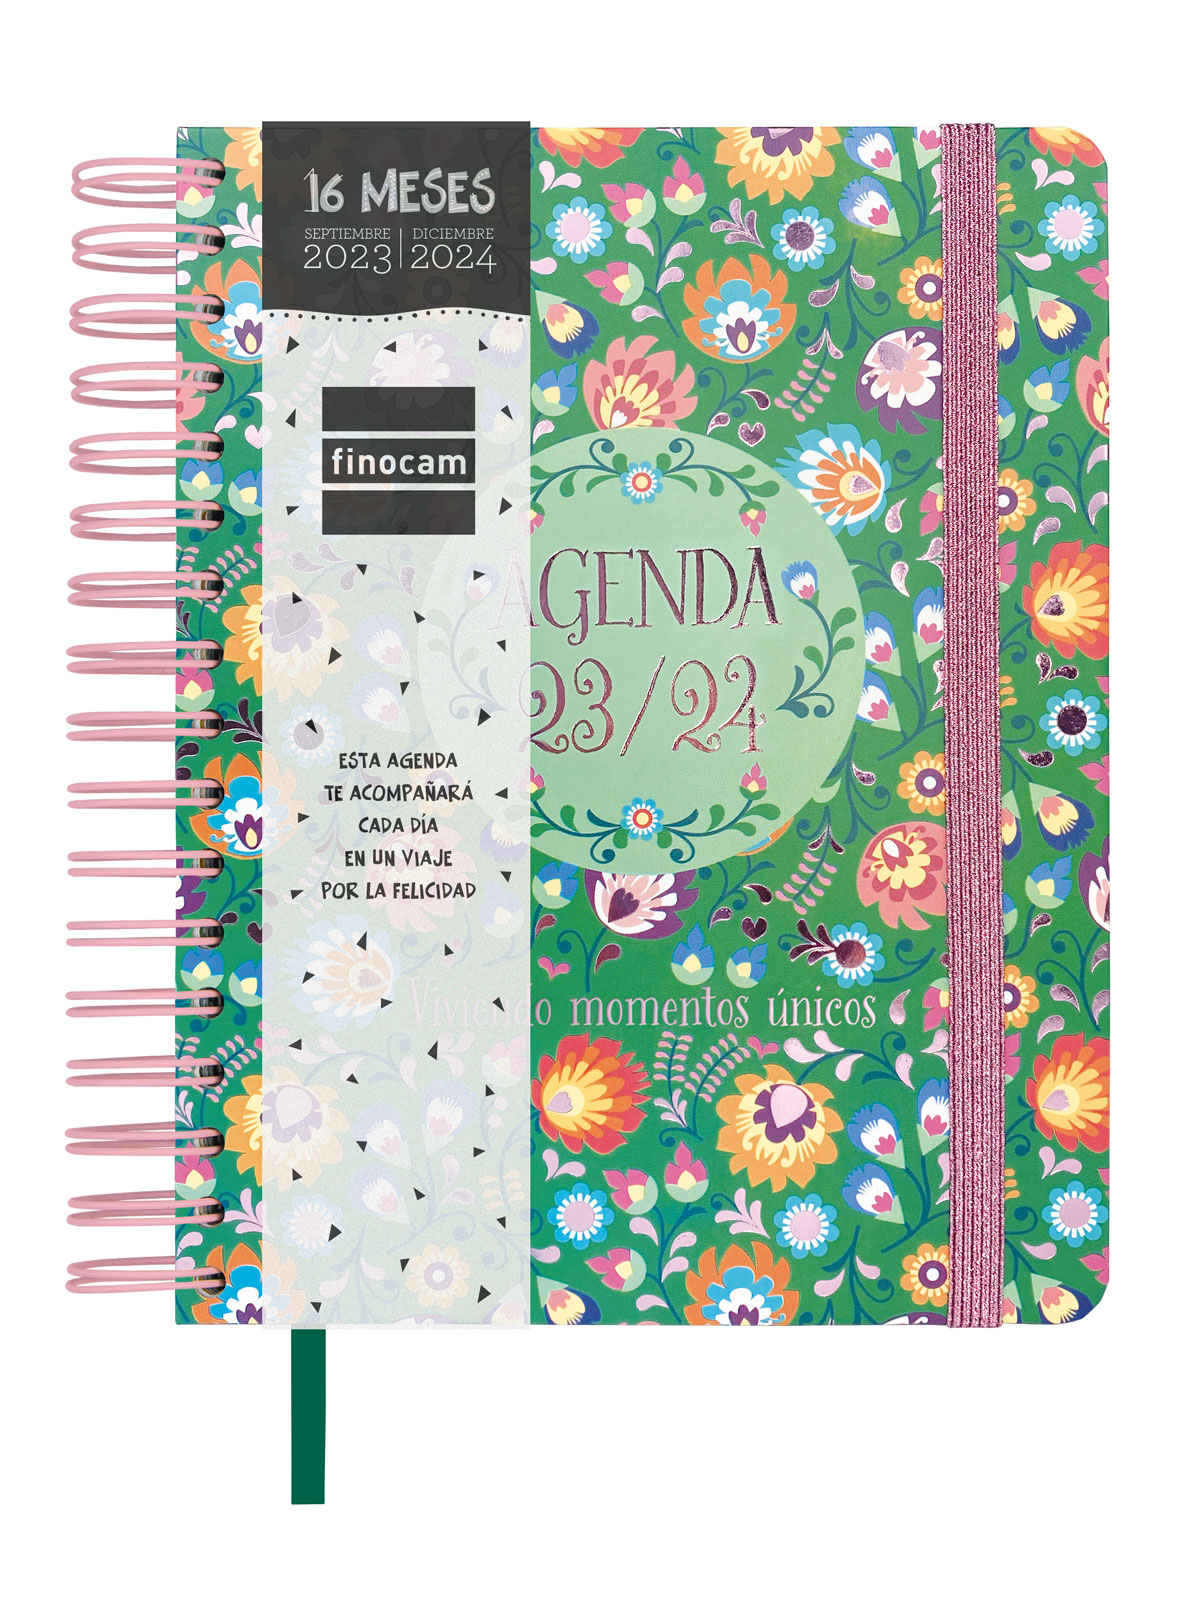 16 MESES
SEPTIEMBRE DICIEMBRE
2023 2024
finocam
AGENDA
23/24
ESTA AGENDA
TE ACOMPAÑARÁ
CADA DÍA
EN UN VIAJE
POR LA FELICIDAD
Viviendo momentos únicos